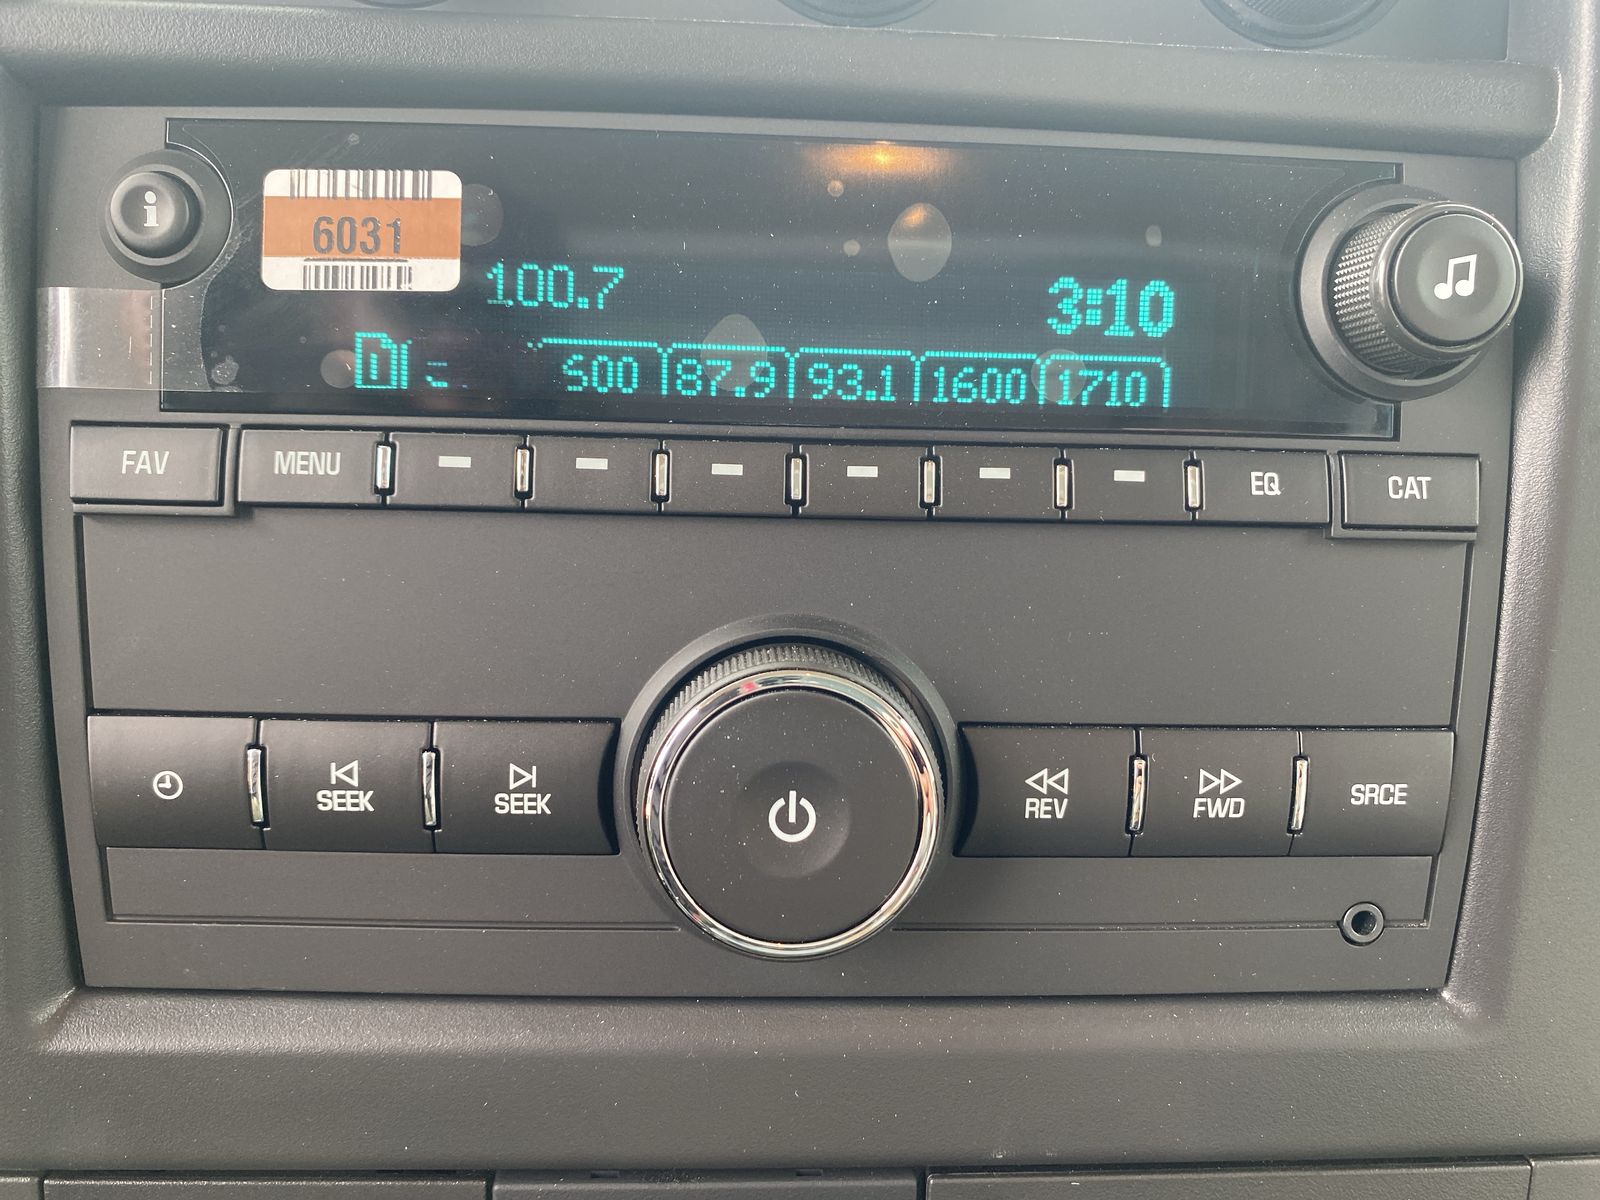 i
6031
100.7
3:10
87.9
93.1
1600
1710
FAV
MENU
EQ
CAT
SEEK
SEEK
REV
FWD
SRCE